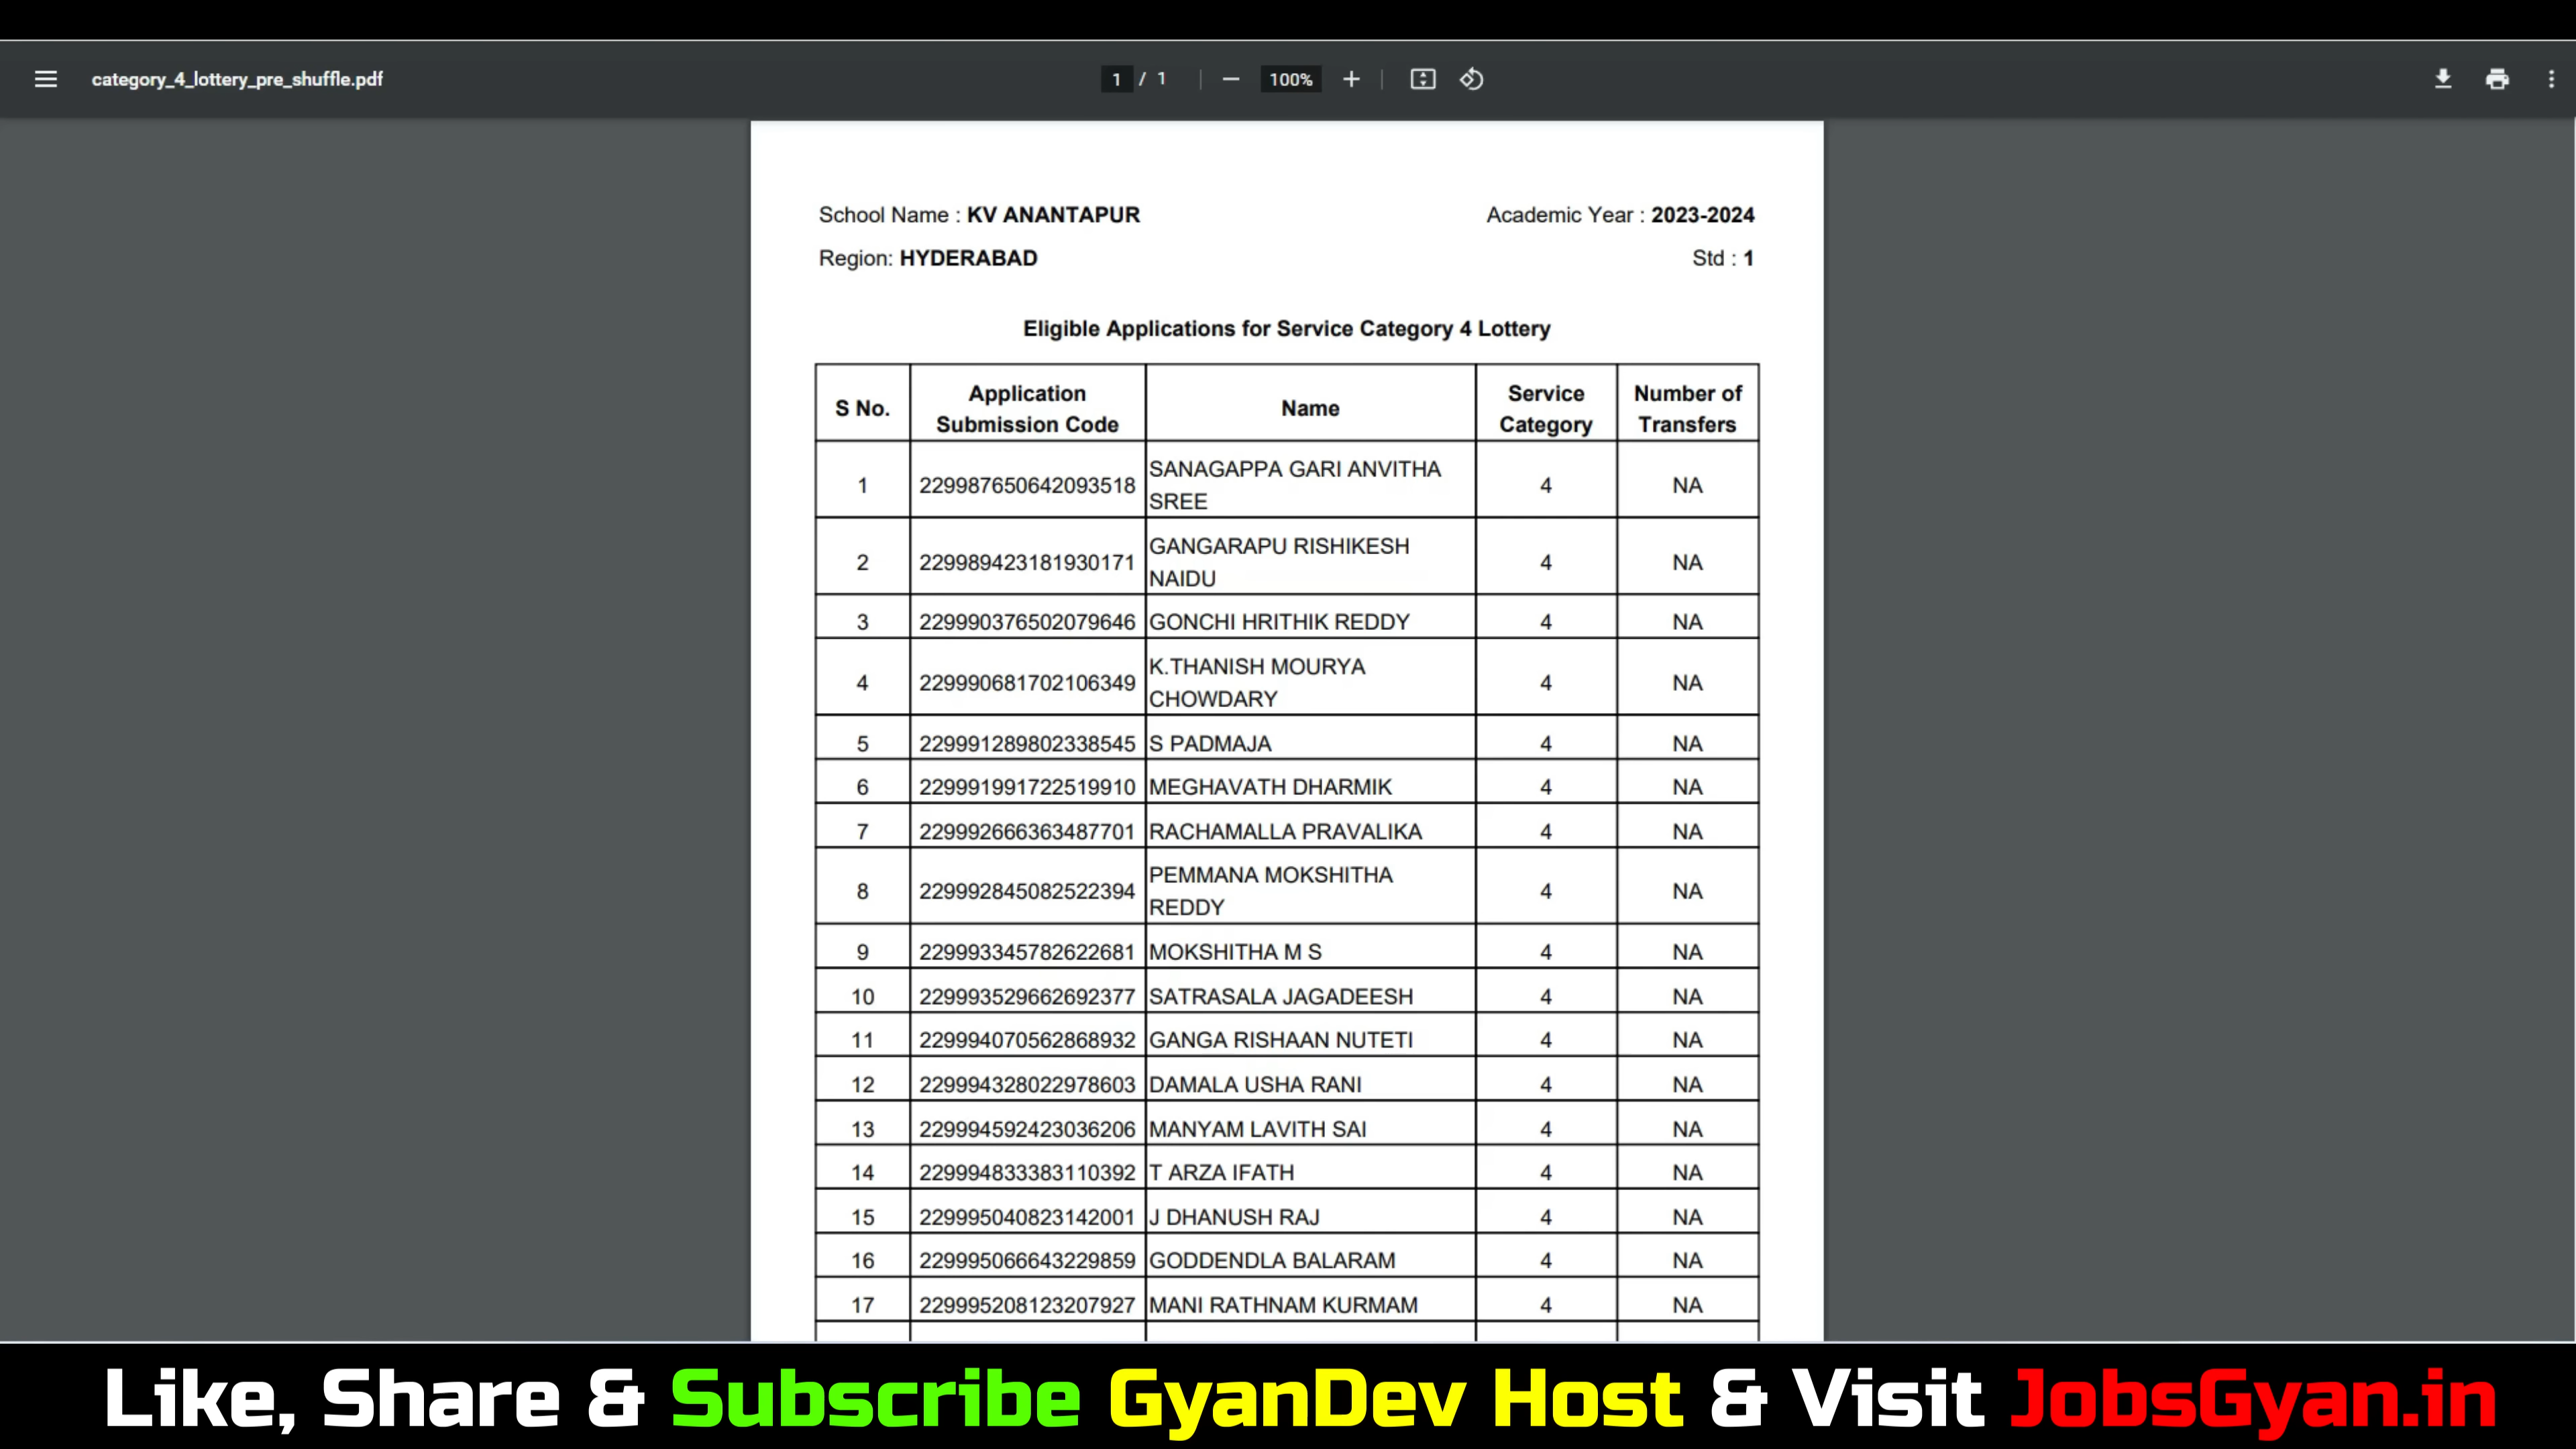 category_4_lottery_pre_shuffle.pdf
1 / 1
100%
School Name : KV ANANTAPUR Academic Year : 2023-2024
Region: HYDERABAD Std : 1
Eligible Applications for Service Category 4 Lottery
S No. Application Submission Code Name Service Category Number of Transfers
1 229987650642093518 SANAGAPPA GARI ANVITHA SREE 4 NA
2 229989423181930171 GANGARAPU RISHIKESH NAIDU 4 NA
3 229990376502079646 GONCHI HRITHIK REDDY 4 NA
4 229990681702106349 K.THANISH MOURYA CHOWDARY 4 NA
5 229991289802338545 S PADMAJA 4 NA
6 229991991722519910 MEGHAVATH DHARMIK 4 NA
7 229992666363487701 RACHAMALLA PRAVALIKA 4 NA
8 229992845082522394 PEMMANA MOKSHITHA REDDY 4 NA
9 229993345782622681 MOKSHITHA M S 4 NA
10 229993529662692377 SATRASALA JAGADEESH 4 NA
11 229994070562868932 GANGA RISHAAN NUTETI 4 NA
12 229994328022978603 DAMALA USHA RANI 4 NA
13 229994592423036206 MANYAM LAVITH SAI 4 NA
14 229994833383110392 T ARZA IFATH 4 NA
15 229995040823142001 J DHANUSH RAJ 4 NA
16 229995066643229859 GODDENDLA BALARAM 4 NA
17 229995208123207927 MANI RATHNAM KURMAM 4 NA
Like, Share & Subscribe GyanDev Host & Visit JobsGyan.in